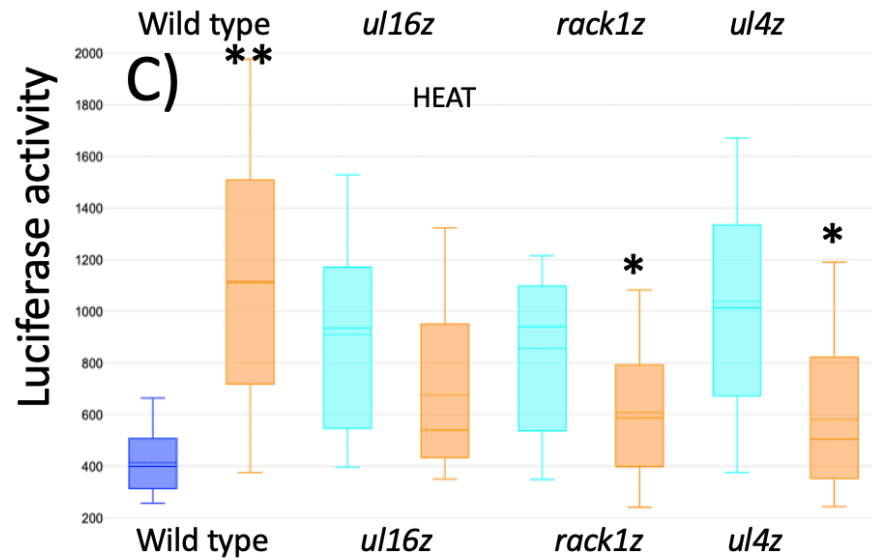 Wild type ul16z rack1z ul4z
C)
HEAT
Luciferase activity
2000
1800
1600
1400
1200
1000
800
600
400
200
**
*
*
Wild type ul16z rack1z ul4z